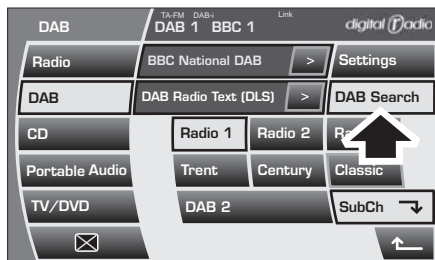 TA-FM DAB-i Link
DAB DAB 1 BBC 1 digital radio
Radio BBC National DAB > Settings
DAB DAB Radio Text (DLS) > DAB Search
CD Radio 1 Radio 2
Portable Audio Trent Century Classic
TV/DVD DAB 2 SubCh